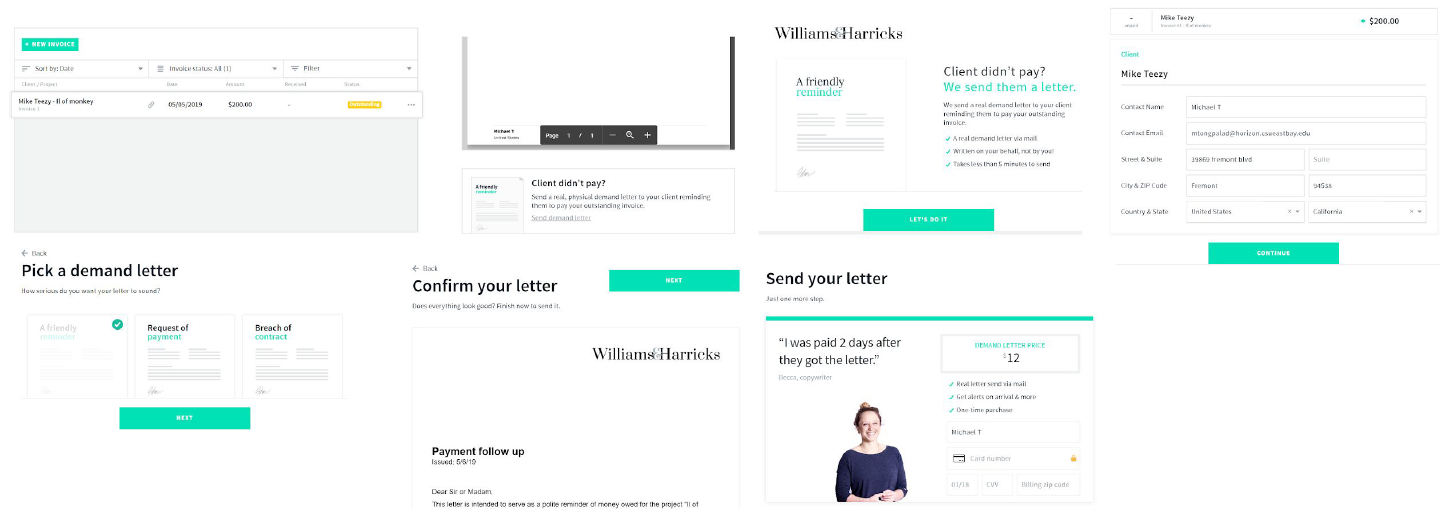 + NEW INVOICE
Sort by: Date
Invoice status: All (1)
Filter
Client / Project
Date
Amount
Received
Status
Mike Teezy - ll of monkey
Invoice 1
05/05/2019
$200.00
-
Outstanding
Michael T
United States
Page 1 / 1
A friendly
reminder
Client didn't pay?
Send a real, physical demand letter to your client reminding
them to pay your outstanding invoice.
Send demand letter
Williams&Harricks
A friendly
reminder
Client didn't pay?
We send them a letter.
We send a real demand letter to your client
reminding them to pay your outstanding
invoice.
A real demand letter via mail
Written on your behalf, not by you!
Takes less than 5 minutes to send
LET'S DO IT
Mike Teezy
$200.00
Client
Mike Teezy
Contact Name
Michael T
Contact Email
mtongpalad@horizon.csueastbay.edu
Street & Suite
39869 fremont blvd
Suite
City & ZIP Code
Fremont
94538
Country & State
United States
California
CONTINUE
Back
Pick a demand letter
How serious do you want your letter to sound?
A friendly
reminder
Request of
payment
Breach of
contract
NEXT
Back
Confirm your letter
Does everything look good? Finish now to send it.
NEXT
Williams&Harricks
Payment follow up
Issued: 5/6/19
Dear Sir or Madam,
This letter is intended to serve as a polite reminder of money owed for the project "ll of
Send your letter
Just one more step.
"I was paid 2 days after
they got the letter."
Becca, copywriter
DEMAND LETTER PRICE
$12
Real letter send via mail
Get alerts on arrival & more
One-time purchase
Michael T
Card number
01/18
CVV
Billing zip code